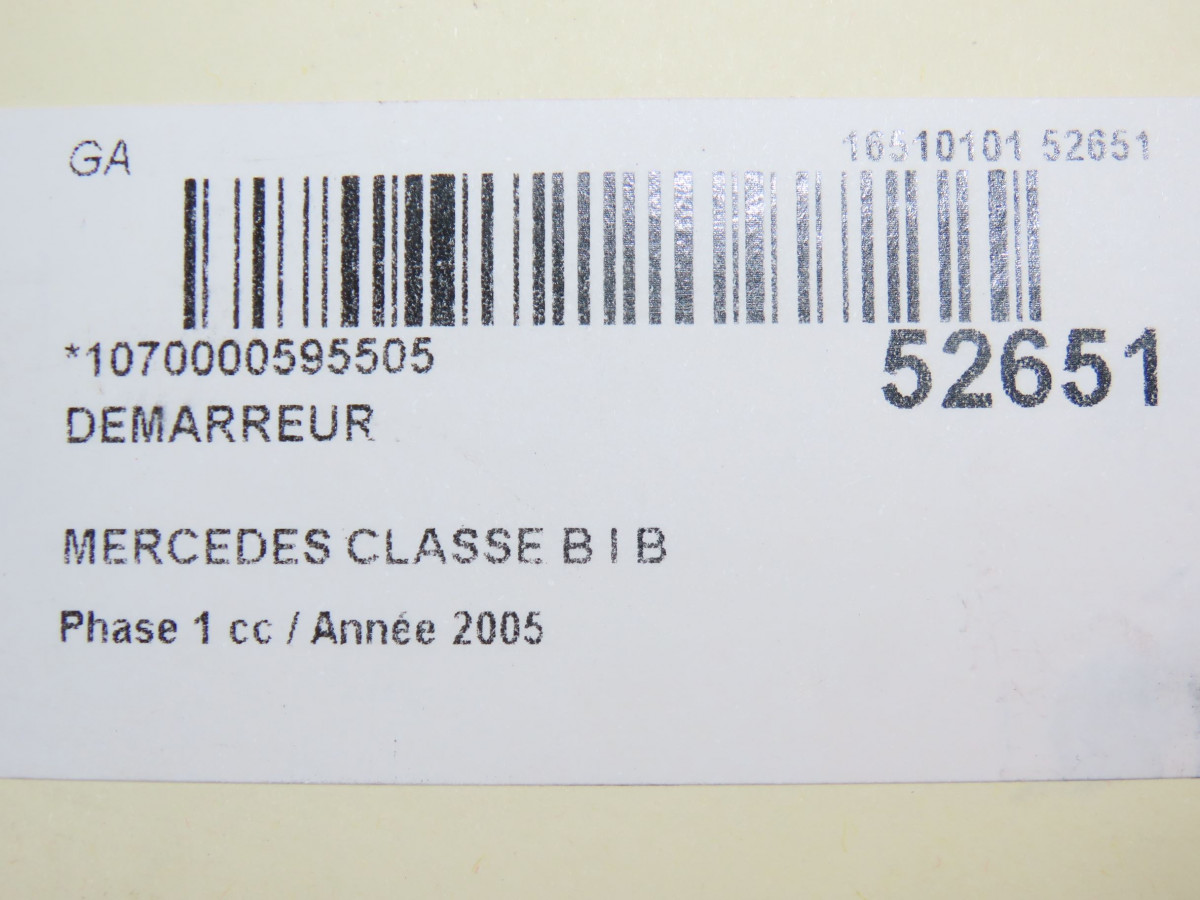 GA
16510101 52651
*1070000595505
52651
DEMARREUR
MERCEDES CLASSE B I B
Phase 1 cc / Année 2005